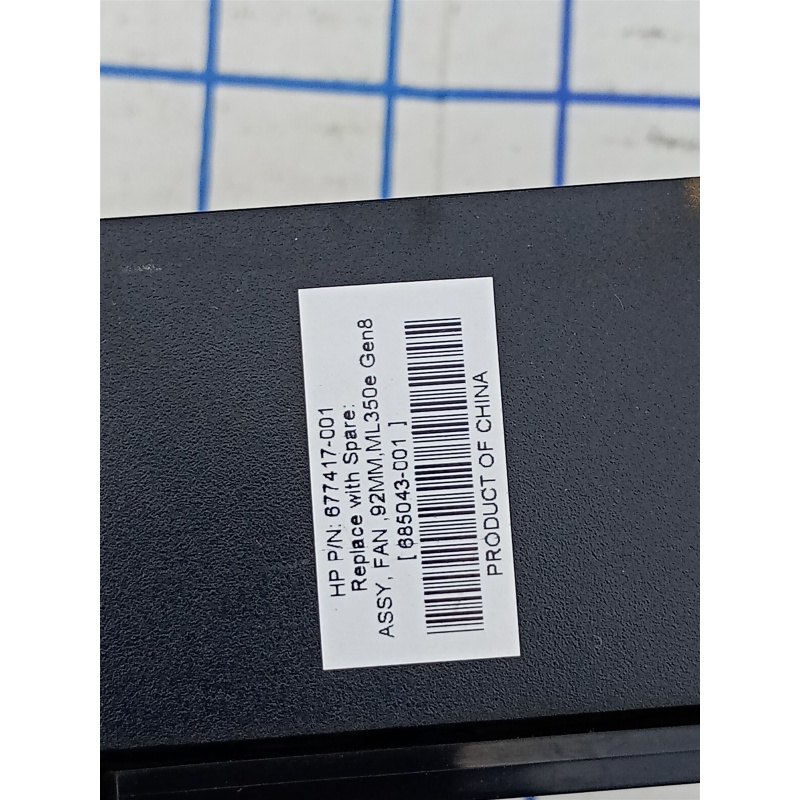 HP P/N: 677417-001
Replace with Spare:
ASSY, FAN ,92MM,ML350e Gen8
[ 685043-001 ]
PRODUCT OF CHINA